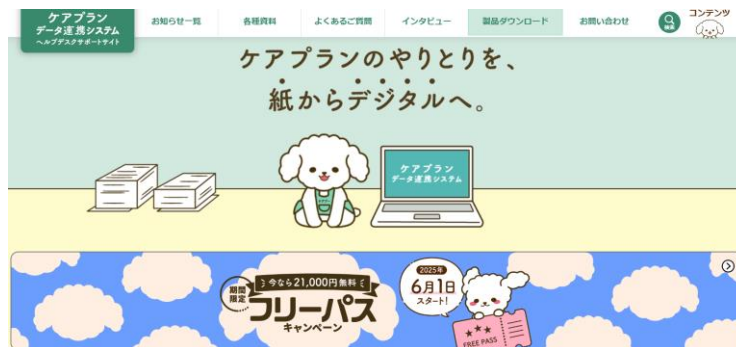 ケアプラン
データ連携システム
ヘルプデスクサポートサイト
お知らせ一覧
各種資料
よくあるご質問
インタビュー
製品ダウンロード
お問い合わせ
検索
コンテンツ
ケアプランのやりとりを、
紙からデジタルへ。
ケアプラン
データ連携システム
期間
限定
今なら21,000円無料
フリーパス
キャンペーン
2025年
6月1日
スタート!
FREE PASS